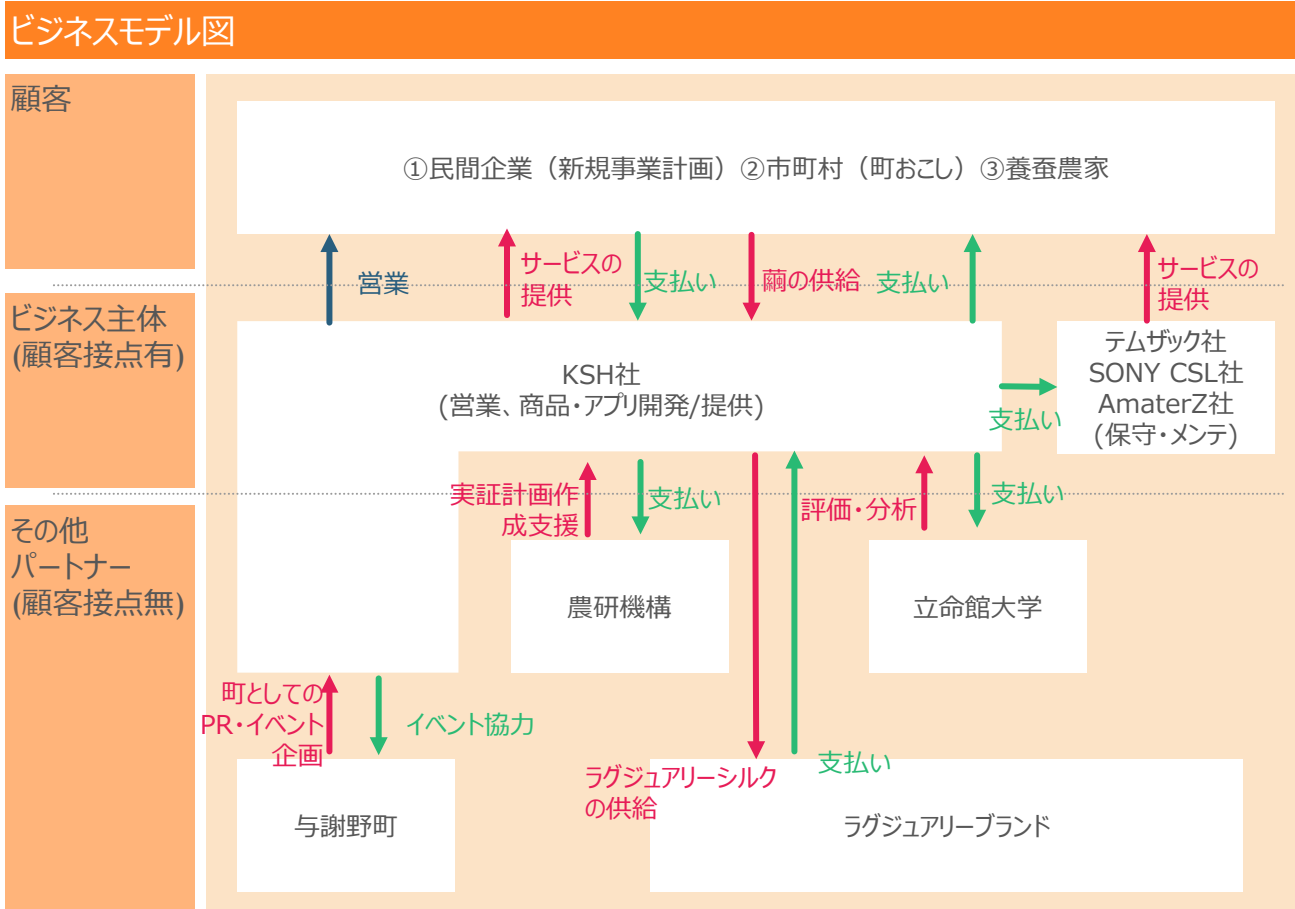 ビジネスモデル図
顧客
①民間企業（新規事業計画）②市町村（町おこし）③養蚕農家
営業
サービスの
提供
支払い
繭の供給
支払い
サービスの
提供
ビジネス主体
(顧客接点有)
KSH社
(営業、商品・アプリ開発/提供)
支払い
テムザック社
SONY CSL社
AmaterZ社
(保守・メンテ)
実証計画作
成支援
支払い
評価・分析
支払い
その他
パートナー
(顧客接点無)
農研機構
立命館大学
町としての
PR・イベント
企画
イベント協力
ラグジュアリーシルク
の供給
支払い
与謝野町
ラグジュアリーブランド